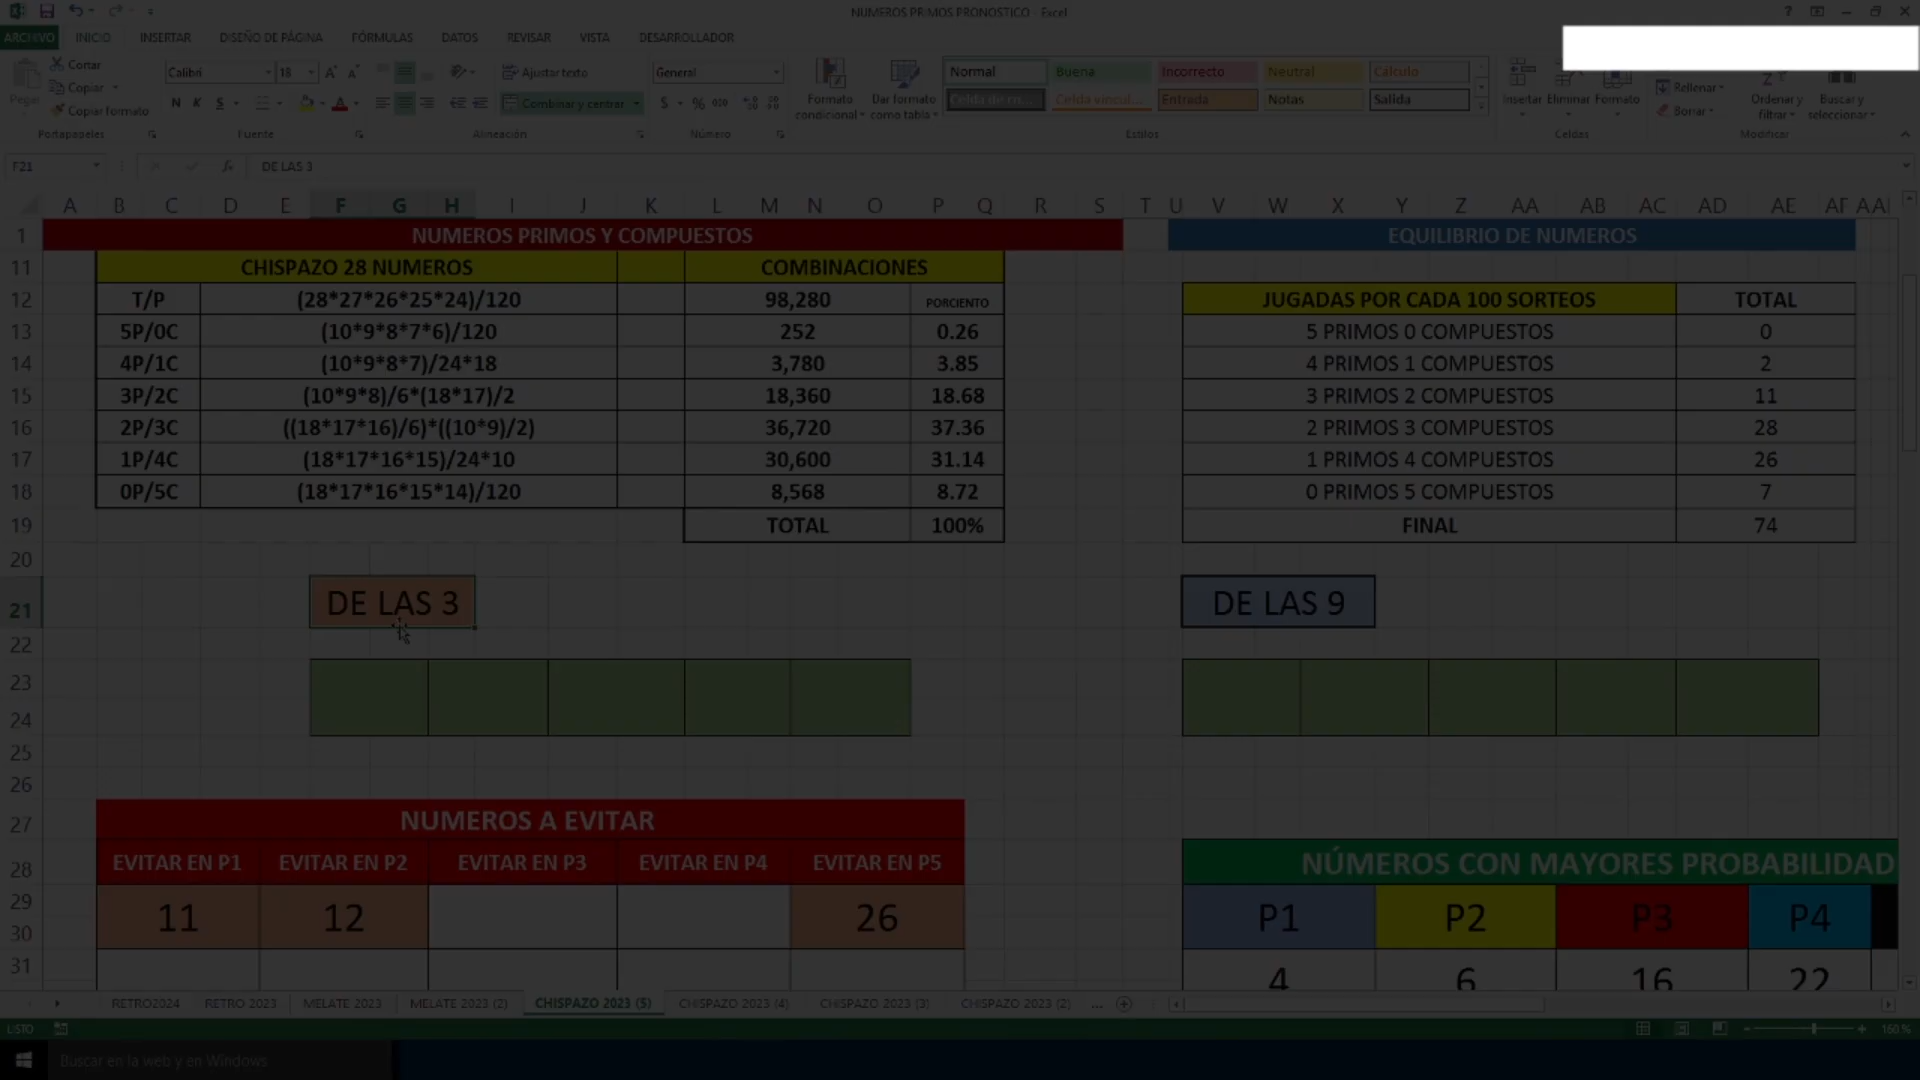 NUMEROS PRIMOS PRONOSTICO - Excel
ARCHIVO INICIO INSERTAR DISEÑO DE PÁGINA FÓRMULAS DATOS REVISAR VISTA DESARROLLADOR
Pegar
Cortar
Copiar
Copiar formato
Portapapeles
Calibri 18
N K S
Fuente
Ajustar texto
Combinar y centrar
Alineación
General
$ % 000
Número
Formato condicional
Dar formato como tabla
Normal Buena Incorrecto Neutral Cálculo
Celda de co... Celda vincul... Entrada Notas Salida
Estilos
Insertar Eliminar Formato
Celdas
Rellenar
Borrar
Ordenar y filtrar
Buscar y seleccionar
Modificar
F21 fx DE LAS 3
A B C D E F G H I J K L M N O P Q R S T U V W X Y Z AA AB AC AD AE
1 NUMEROS PRIMOS Y COMPUESTOS EQUILIBRIO DE NUMEROS
11 CHISPAZO 28 NUMEROS COMBINACIONES
12 T/P (28*27*26*25*24)/120 98,280 PORCIENTO JUGADAS POR CADA 100 SORTEOS TOTAL
13 5P/0C (10*9*8*7*6)/120 252 0.26 5 PRIMOS 0 COMPUESTOS 0
14 4P/1C (10*9*8*7)/24*18 3,780 3.85 4 PRIMOS 1 COMPUESTOS 2
15 3P/2C (10*9*8)/6*(18*17)/2 18,360 18.68 3 PRIMOS 2 COMPUESTOS 11
16 2P/3C ((18*17*16)/6)*((10*9)/2) 36,720 37.36 2 PRIMOS 3 COMPUESTOS 28
17 1P/4C (18*17*16*15)/24*10 30,600 31.14 1 PRIMOS 4 COMPUESTOS 26
18 0P/5C (18*17*16*15*14)/120 8,568 8.72 0 PRIMOS 5 COMPUESTOS 7
19 TOTAL 100% FINAL 74
20
21 DE LAS 3 DE LAS 9
22
23
24
25
26
27 NUMEROS A EVITAR
28 EVITAR EN P1 EVITAR EN P2 EVITAR EN P3 EVITAR EN P4 EVITAR EN P5 NÚMEROS CON MAYORES PROBABILIDAD
29
30 11 12 26 P1 P2 P3 P4
31 4 6 16 22
RETRO2024 RETRO 2023 MELATE 2023 MELATE 2023 (2) CHISPAZO 2023 (5) CHISPAZO 2023 (4) CHISPAZO 2023 (3) CHISPAZO 2023 (2) ...
LISTO 160 %
Buscar en la web y en Windows